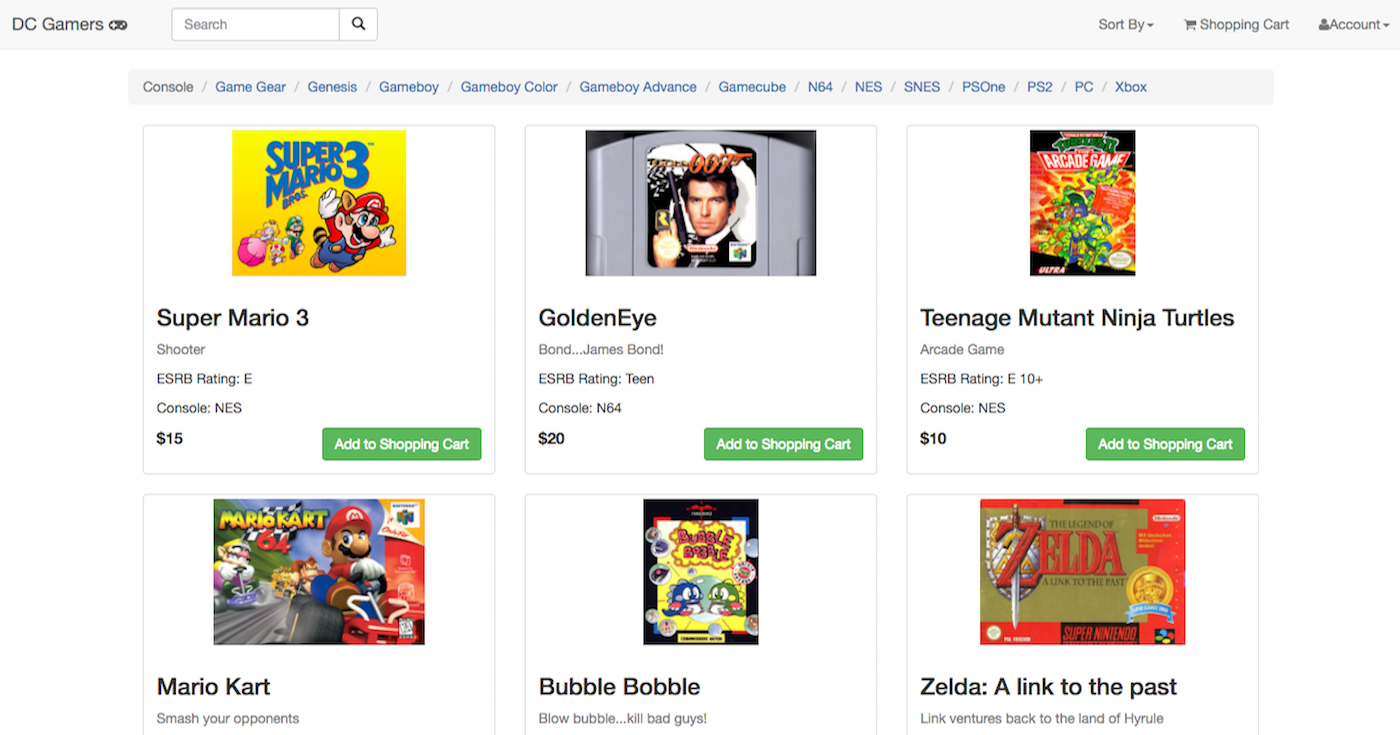 DC Gamers
Search
Sort By
Shopping Cart
Account
Console / Game Gear / Genesis / Gameboy / Gameboy Color / Gameboy Advance / Gamecube / N64 / NES / SNES / PSOne / PS2 / PC / Xbox
SUPER
MARIO 3
BROS.
007
Nintendo
TURTLES II
ARCADE GAME
ULTRA
Super Mario 3
Shooter
ESRB Rating: E
Console: NES
$15
Add to Shopping Cart
GoldenEye
Bond...James Bond!
ESRB Rating: Teen
Console: N64
$20
Add to Shopping Cart
Teenage Mutant Ninja Turtles
Arcade Game
ESRB Rating: E 10+
Console: NES
$10
Add to Shopping Cart
MARIO KART
64
BUBBLE
BOBBLE
THE LEGEND OF
ZELDA
A LINK TO THE PAST
Nintendo
PAL VERSION
SUPER NINTENDO
Mario Kart
Smash your opponents
Bubble Bobble
Blow bubble...kill bad guys!
Zelda: A link to the past
Link ventures back to the land of Hyrule